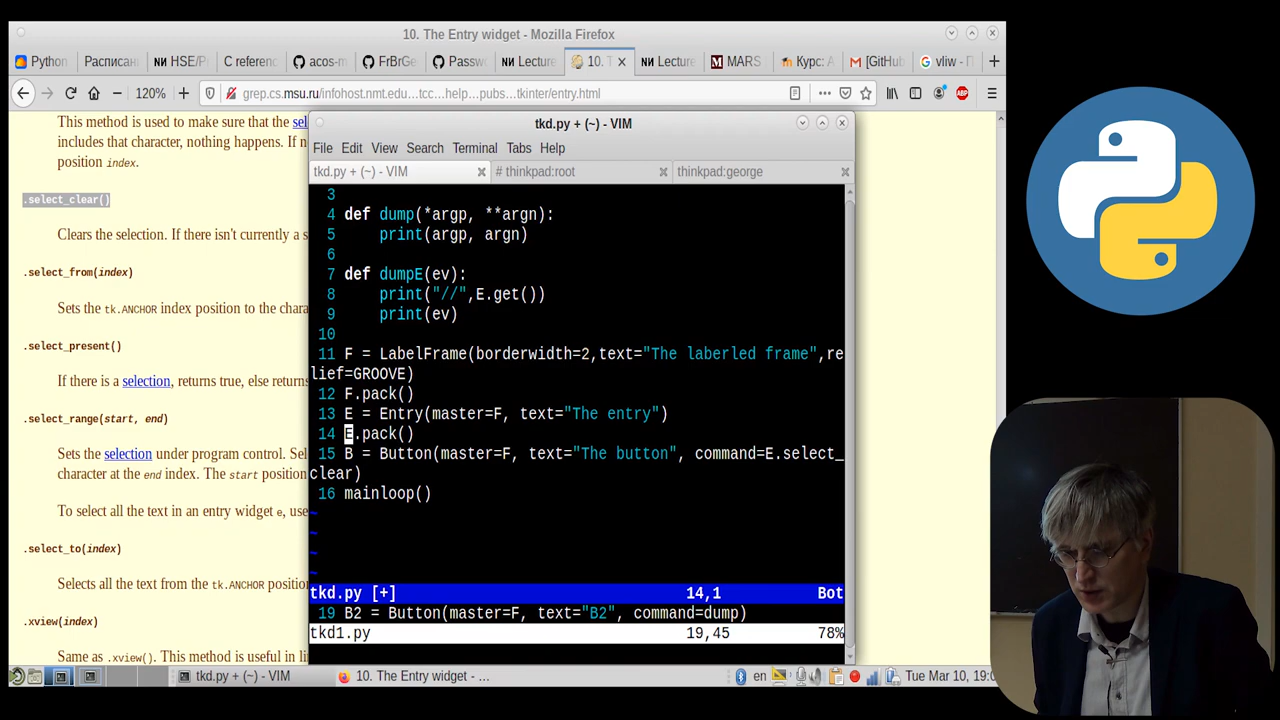 10. The Entry widget - Mozilla Firefox
Python
Расписан
NИ HSE/P
C referenc
acos-m
FrBrGe
Passwo
NИ Lecture
10. T
NИ Lecture
MARS
Курс: А
[GitHub
vliw - П
120%
grep.cs.msu.ru/infohost.nmt.edu…tcc…help…pubs…tkinter/entry.html
This method is used to make sure that the sel
includes that character, nothing happens. If n
position index.
.select_clear()
Clears the selection. If there isn't currently a s
.select_from(index)
Sets the tk.ANCHOR index position to the chara
.select_present()
If there is a selection, returns true, else returns
.select_range(start, end)
Sets the selection under program control. Sel
character at the end index. The start position
To select all the text in an entry widget e, use
.select_to(index)
Selects all the text from the tk.ANCHOR positio
.xview(index)
Same as .xview(). This method is useful in lin
tkd.py + (~) - VIM
File Edit View Search Terminal Tabs Help
tkd.py + (~) - VIM
# thinkpad:root
thinkpad:george
3
4 def dump(*argp, **argn):
5     print(argp, argn)
6
7 def dumpE(ev):
8     print("//",E.get())
9     print(ev)
10
11 F = LabelFrame(borderwidth=2,text="The laberled frame",re
lief=GROOVE)
12 F.pack()
13 E = Entry(master=F, text="The entry")
14 E.pack()
15 B = Button(master=F, text="The button", command=E.select_
clear)
16 mainloop()
~
~
~
~
tkd.py [+] 14,1 Bot
19 B2 = Button(master=F, text="B2", command=dump)
tkd1.py 19,45 78%
tkd.py + (~) - VIM
10. The Entry widget - …
en
Tue Mar 10, 19:0